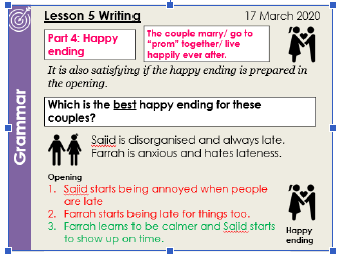 Lesson 5 Writing
17 March 2020
Part 4: Happy
ending
The couple marry/ go to
"prom" together/ live
happily ever after.
It is also satisfying if the happy ending is prepared in
the opening.
Which is the best happy ending for these
couples?
Grammar
Sajid is disorganised and always late.
Farrah is anxious and hates lateness.
Opening
1. Sajid starts being annoyed when people
are late
2. Farrah starts being late for things too.
3. Farrah learns to be calmer and Sajid starts
to show up on time.
Happy
ending